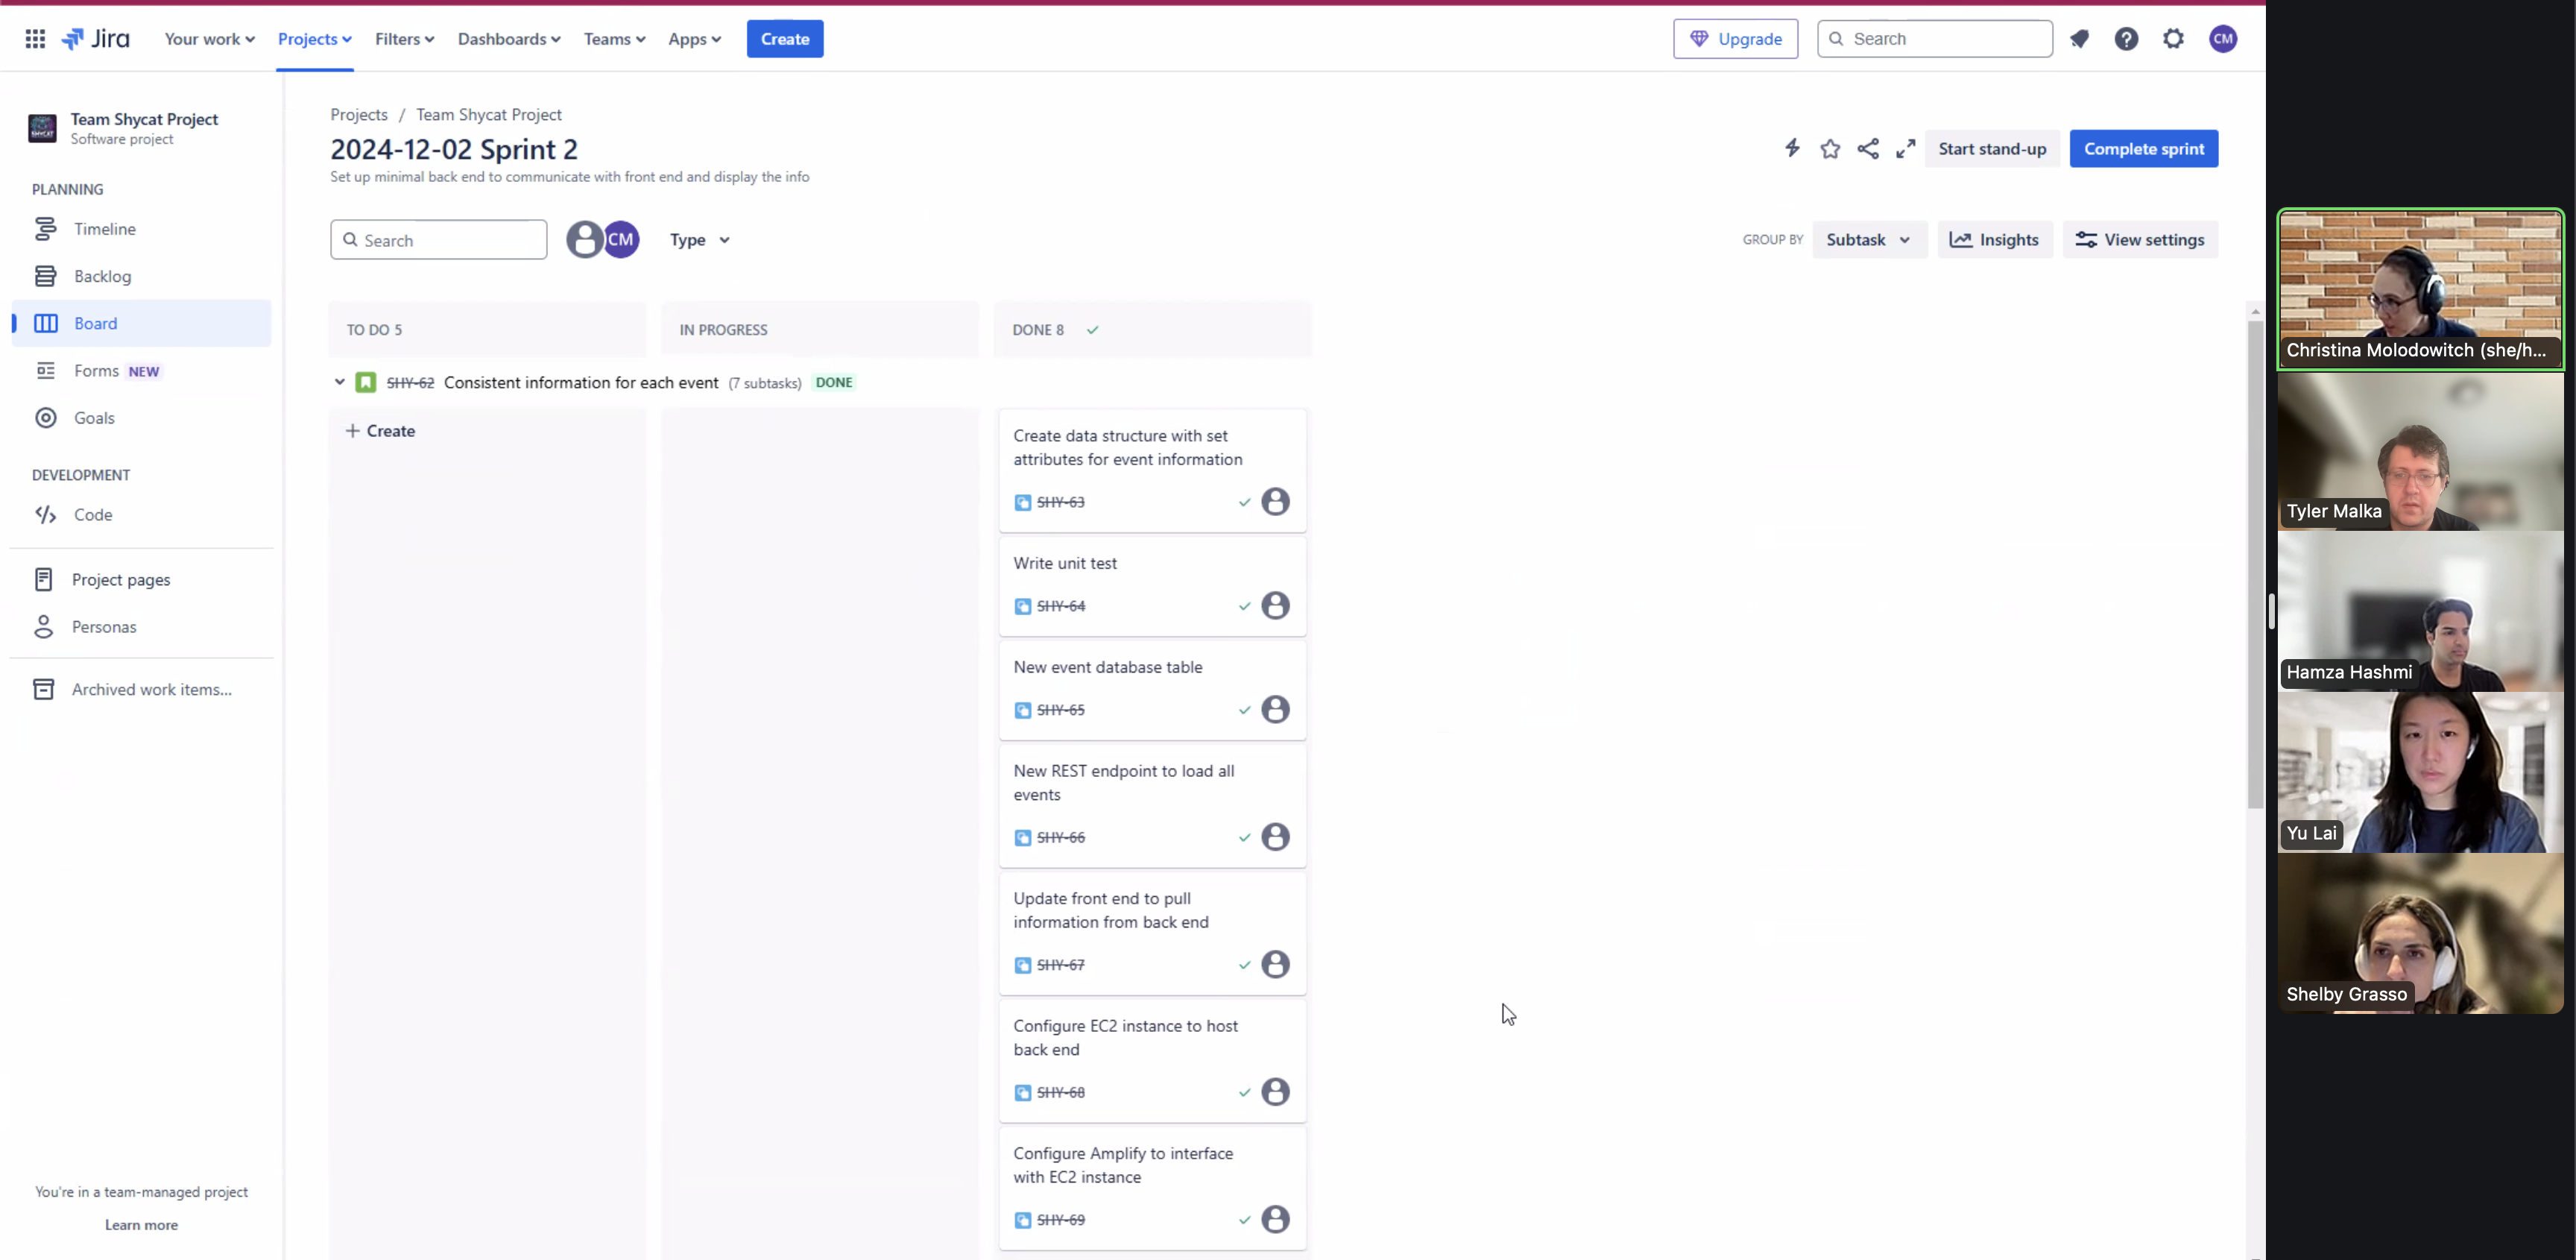 Jira
Your work
Projects
Filters
Dashboards
Teams
Apps
Create
Upgrade
Search
CM
Team Shycat Project
Software project
PLANNING
Timeline
Backlog
Board
Forms NEW
Goals
DEVELOPMENT
Code
Project pages
Personas
Archived work items...
You're in a team-managed project
Learn more
Projects / Team Shycat Project
2024-12-02 Sprint 2
Set up minimal back end to communicate with front end and display the info
Start stand-up
Complete sprint
Search
CM
Type
GROUP BY
Subtask
Insights
View settings
TO DO 5
IN PROGRESS
DONE 8
SHY-62 Consistent information for each event (7 subtasks) DONE
+ Create
Create data structure with set
attributes for event information
SHY-63
Write unit test
SHY-64
New event database table
SHY-65
New REST endpoint to load all
events
SHY-66
Update front end to pull
information from back end
SHY-67
Configure EC2 instance to host
back end
SHY-68
Configure Amplify to interface
with EC2 instance
SHY-69
Christina Molodowitch (she/h...
Tyler Malka
Hamza Hashmi
Yu Lai
Shelby Grasso